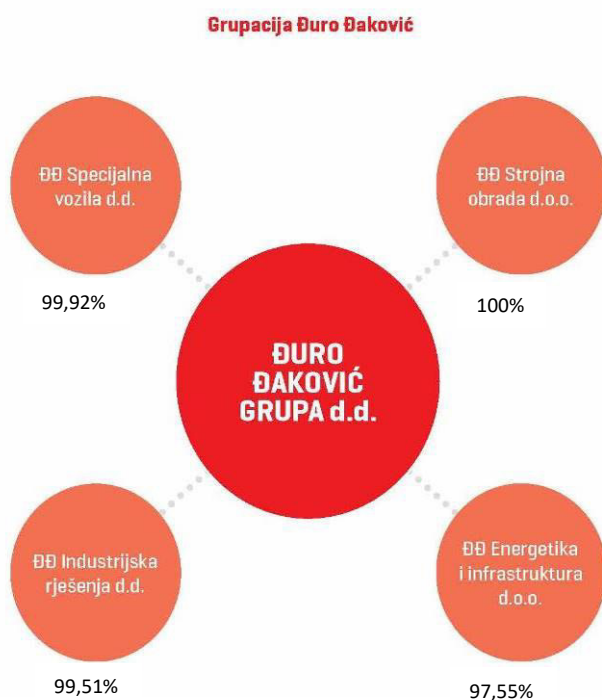 Grupacija Đuro Đaković
ĐĐ Specijalna
vozila d.d.
99,92%
ĐĐ Strojna
obrada d.o.o.
100%
ĐURO
ĐAKOVIĆ
GRUPA d.d.
ĐĐ Industrijska
rješenja d.d.
99,51%
ĐĐ Energetika
i infrastruktura
d.o.o.
97,55%